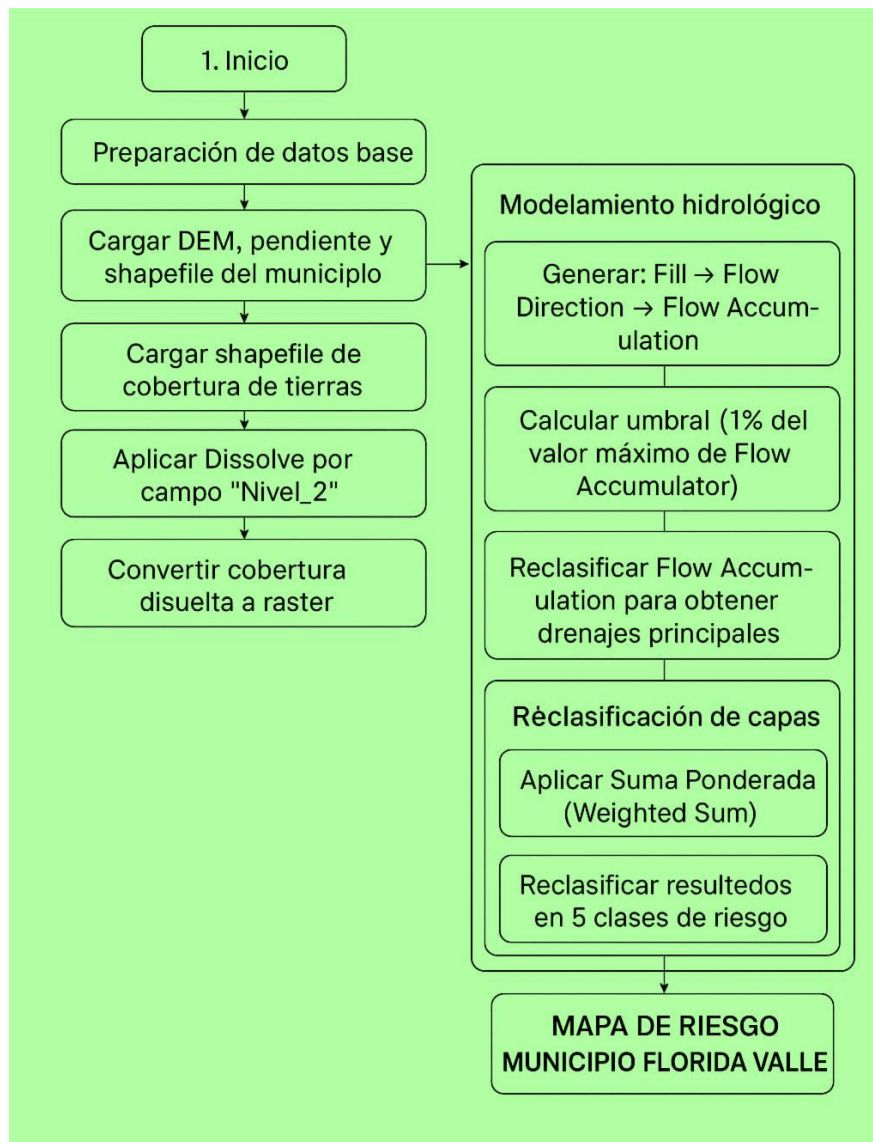 1. Inicio
Preparación de datos base
Cargar DEM, pendiente y
shapefile del municiplo
Cargar shapefile de
cobertura de tierras
Aplicar Dissolve por
campo "Nivel_2"
Convertir cobertura
disuelta a raster
Modelamiento hidrológico
Generar: Fill → Flow
Direction → Flow Accum-
ulation
Calcular umbral (1% del
valor máximo de Flow
Accumulator)
Reclasificar Flow Accum-
ulation para obtener
drenajes principales
Rėclasificación de capas
Aplicar Suma Ponderada
(Weighted Sum)
Reclasificar resultedos
en 5 clases de riesgo
MAPA DE RIESGO
MUNICIPIO FLORIDA VALLE